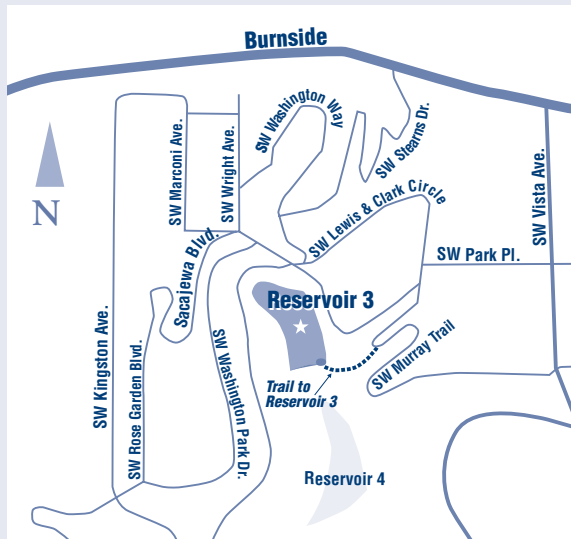 Burnside
SW Washington Way
SW Stearns Dr.
SW Marconi Ave.
SW Wright Ave.
SW Vista Ave.
N
SW Lewis & Clark Circle
Sacajewa Blvd.
SW Park Pl.
Reservoir 3
SW Kingston Ave.
SW Rose Garden Blvd.
SW Washington Park Dr.
SW Murray Trail
Trail to
Reservoir 3
Reservoir 4